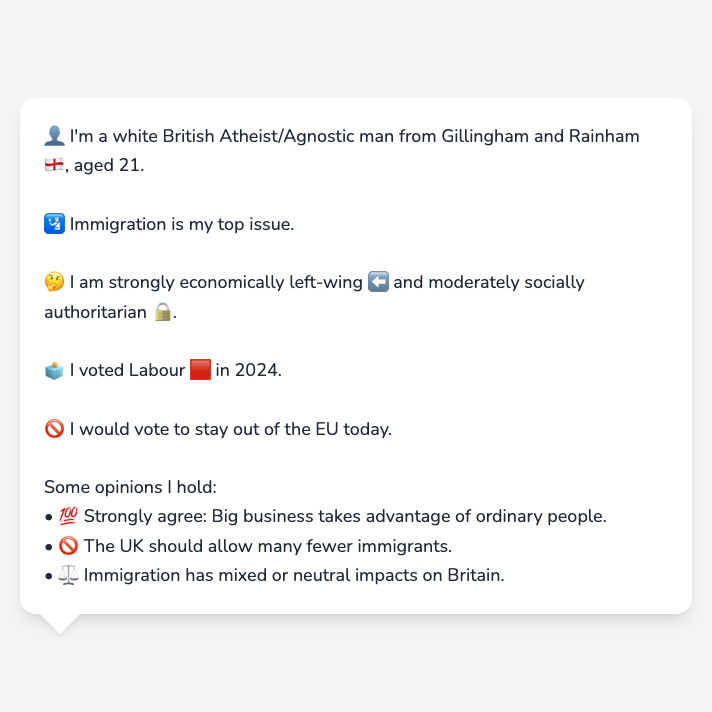 👤 I'm a white British Atheist/Agnostic man from Gillingham and Rainham
🏴󠁧󠁢󠁥󠁮󠁧󠁿, aged 21.
🛂 Immigration is my top issue.
🤔 I am strongly economically left-wing ⬅️ and moderately socially
authoritarian 🔒.
🗳️ I voted Labour 🟥 in 2024.
🚫 I would vote to stay out of the EU today.
Some opinions I hold:
• 💯 Strongly agree: Big business takes advantage of ordinary people.
• 🚫 The UK should allow many fewer immigrants.
• ⚖️ Immigration has mixed or neutral impacts on Britain.